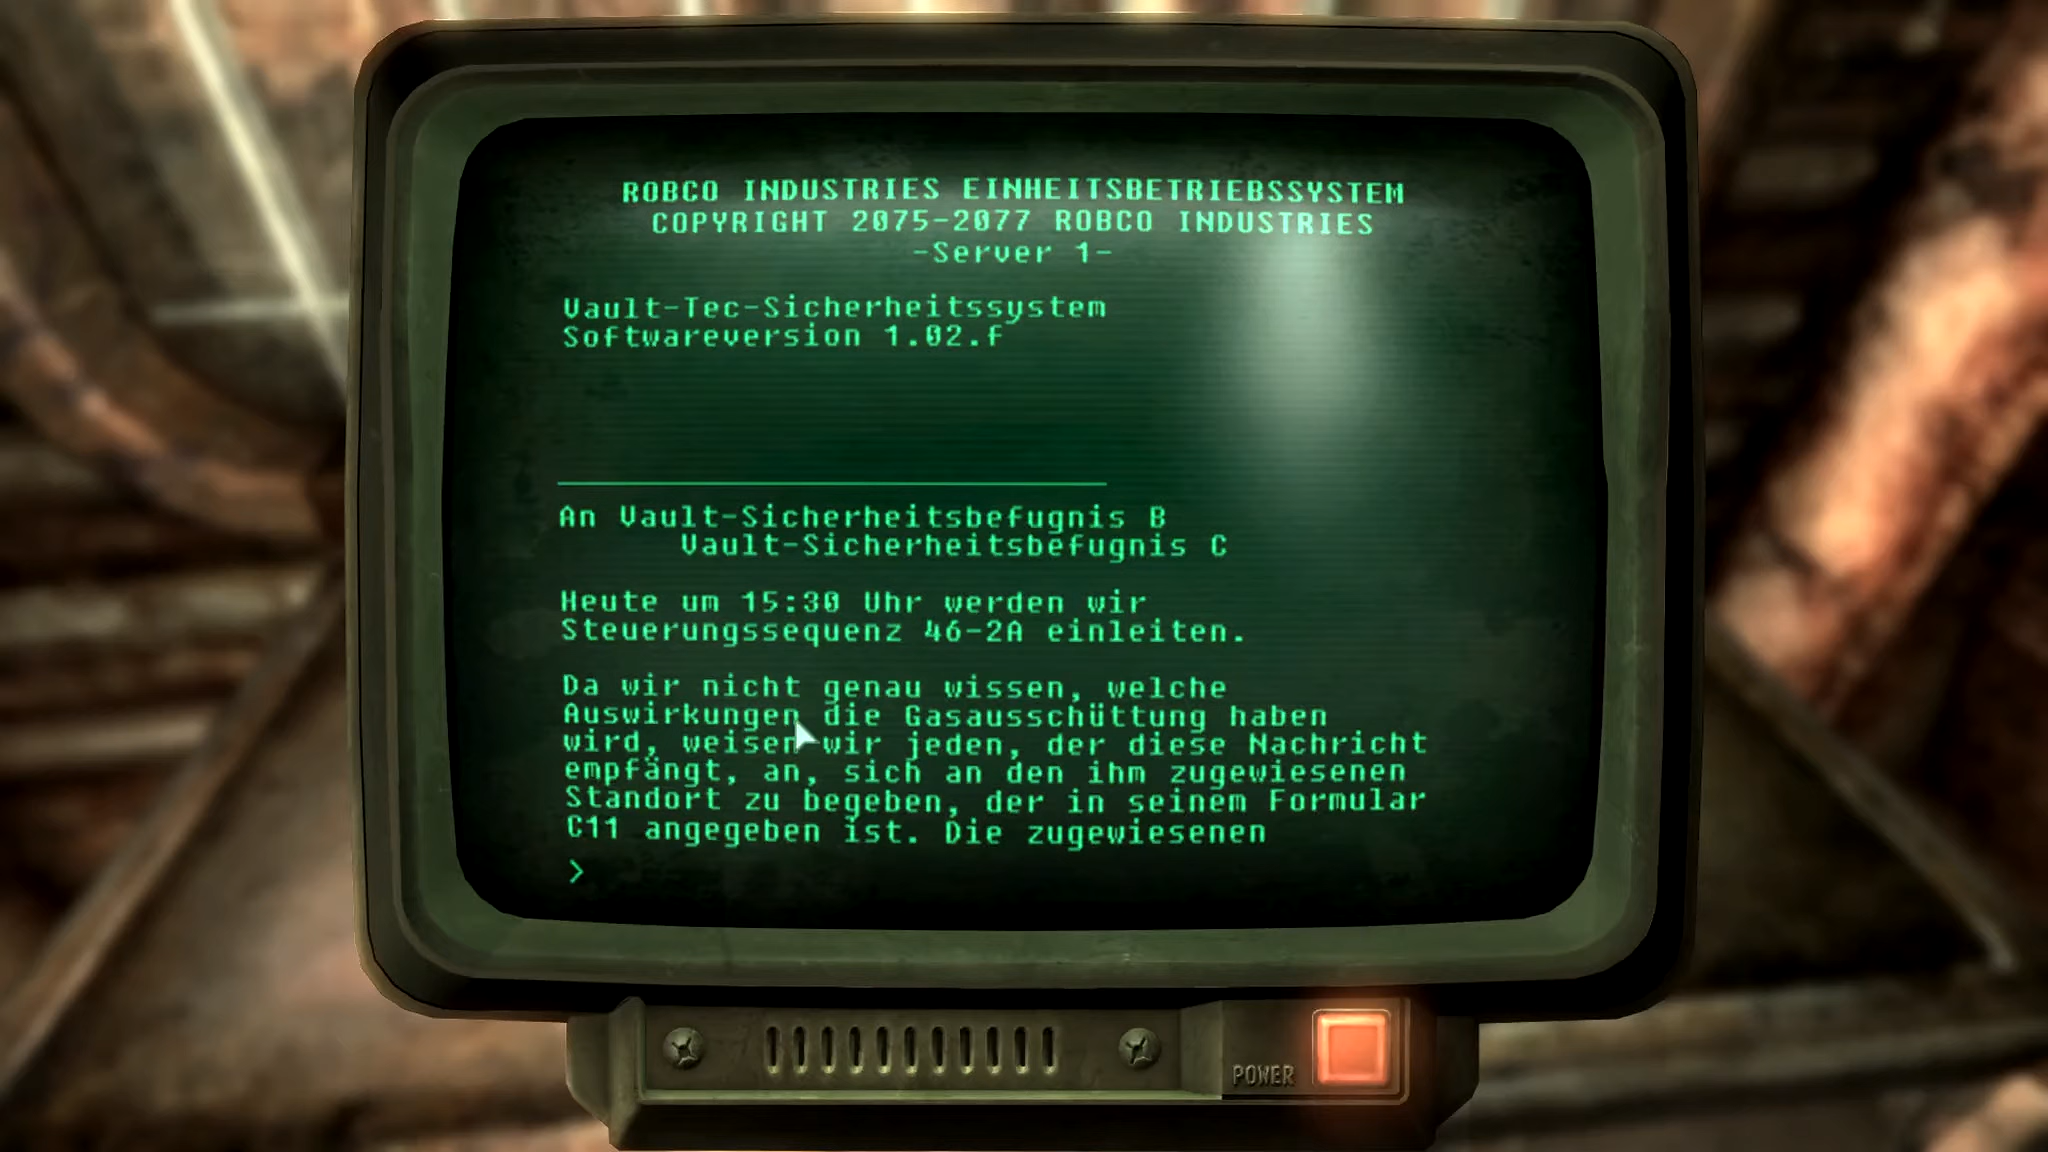 ROBCO INDUSTRIES EINHEITSBETRIEBSSYSTEM
COPYRIGHT 2075-2077 ROBCO INDUSTRIES
-Server 1-
Vault-Tec-Sicherheitssystem
Softwareversion 1.02.f
An Vault-Sicherheitsbefugnis B
Vault-Sicherheitsbefugnis C
Heute um 15:30 Uhr werden wir
Steuerungssequenz 46-2A einleiten.
Da wir nicht genau wissen, welche
Auswirkungen die Gasausschüttung haben
wird, weisen wir jeden, der diese Nachricht
empfängt, an, sich an den ihm zugewiesenen
Standort zu begeben, der in seinem Formular
C11 angegeben ist. Die zugewiesenen
>
POWER